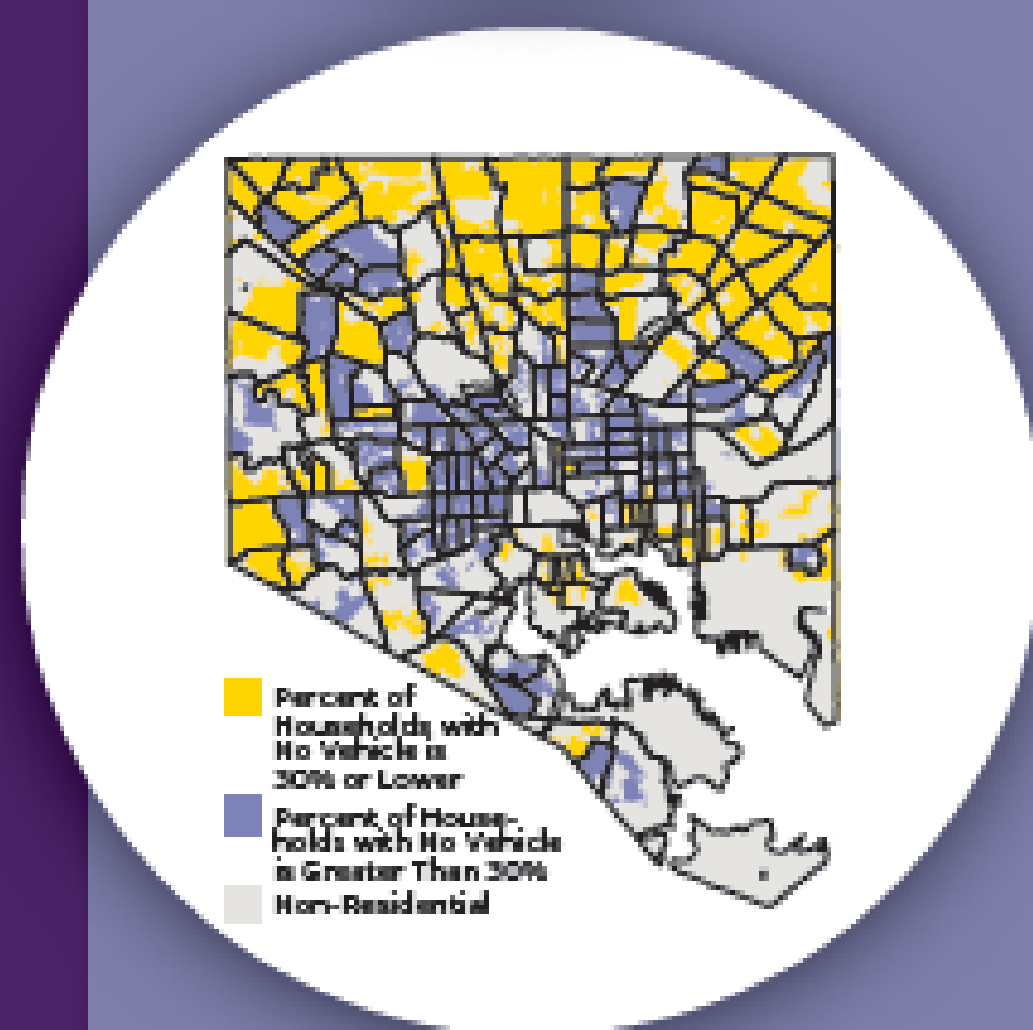 Percent of
Households with
No Vehicle is
30% or Lower
Percent of House-
holds with No Vehicle
is Greater Than 30%
Non-Residential